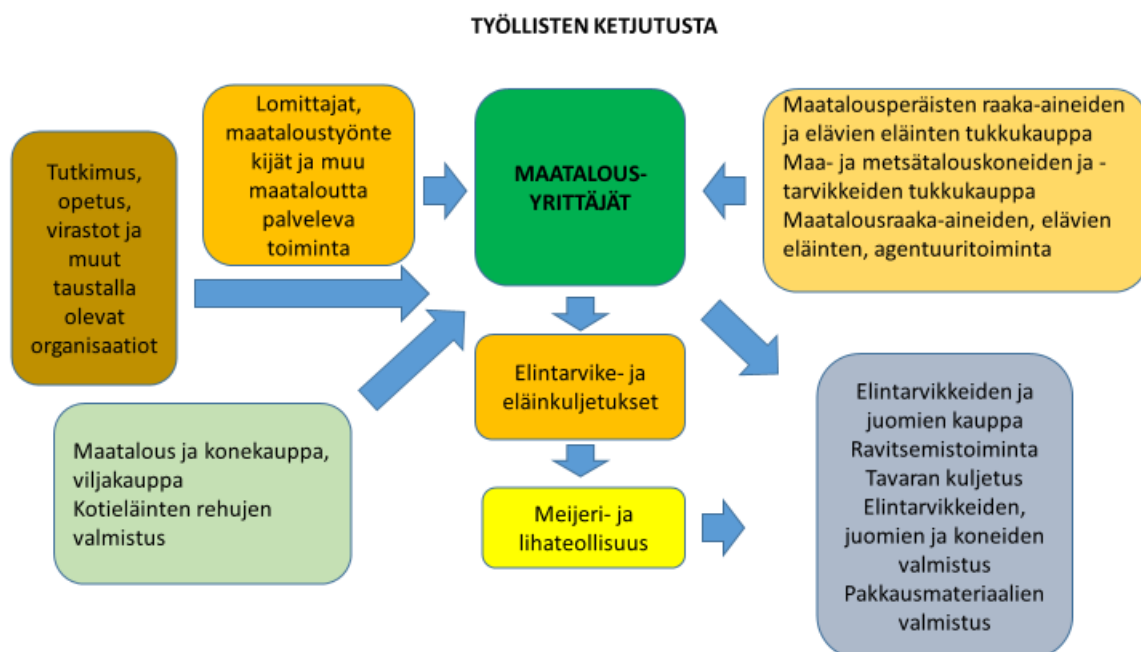 TYÖLLISTEN KETJUTUSTA
Tutkimus,
opetus,
virastot ja
muut
taustalla
olevat
organisaatiot
Lomittajat,
maataloustyönte
kijät ja muu
maataloutta
palveleva
toiminta
MAATALOUS-
YRITTÄJÄT
Maatalousperäisten raaka-aineiden
ja elävien eläinten tukkukauppa
Maa- ja metsätalouskoneiden ja -
tarvikkeiden tukkukauppa
Maatalousraaka-aineiden, elävien
eläinten, agentuuritoiminta
Maatalous ja konekauppa,
viljakauppa
Kotieläinten rehujen
valmistus
Elintarvike- ja
eläinkuljetukset
Meijeri- ja
lihateollisuus
Elintarvikkeiden ja
juomien kauppa
Ravitsemistoiminta
Tavaran kuljetus
Elintarvikkeiden,
juomien ja koneiden
valmistus
Pakkausmateriaalien
valmistus